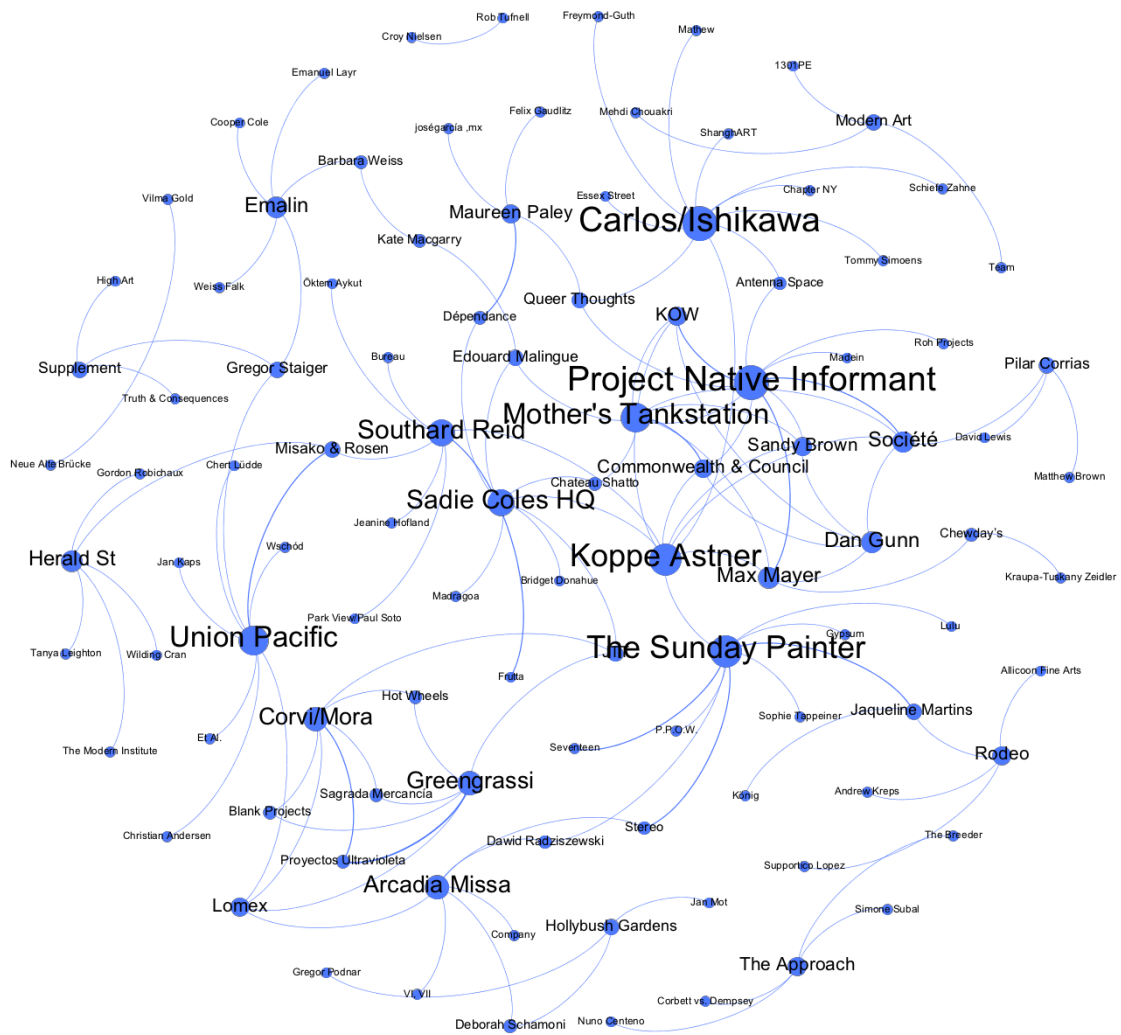 Rob Tufnell
Freymond-Guth
Mathew
Croy Nielsen
1301PE
Emanuel Layr
Felix Gaudlitz
Mehdi Chouakri
Cooper Cole
joségarcía ,mx
Modern Art
ShanghART
Barbara Weiss
Vilma Gold
Essex Street
Chapter NY
Schiefe Zahne
Emalin
Maureen Paley
Carlos/Ishikawa
Kate Macgarry
Tommy Simoens
Team
High Art
Weiss Falk
Öktem Aykut
Antenna Space
Queer Thoughts
Dépendance
KOW
Bureau
Edouard Malingue
Madein
Roh Projects
Supplement
Gregor Staiger
Project Native Informant
Pilar Corrias
Truth & Consequences
Mother's Tankstation
Southard Reid
Sandy Brown
Société
David Lewis
Misako & Rosen
Neue Alte Brücke
Gordon Robichaux
Chert Lüdde
Commonwealth & Council
Matthew Brown
Chateau Shatto
Sadie Coles HQ
Jeanine Hofland
Wschód
Chewday's
Dan Gunn
Herald St
Jan Kaps
Koppe Astner
Max Mayer
Bridget Donahue
Kraupa-Tuskany Zeidler
Madragoa
Park View/Paul Soto
Union Pacific
Gypsum
Lulu
Tanya Leighton
Wilding Cran
The Sunday Painter
Frutta
Allicoon Fine Arts
Hot Wheels
Corvi/Mora
Sophie Tappeiner
Jaqueline Martins
P.P.O.W.
Et Al.
The Modern Institute
Seventeen
Rodeo
Greengrassi
Sagrada Mercancía
König
Andrew Kreps
Blank Projects
Christian Andersen
Stereo
Dawid Radziszewski
The Breeder
Proyectos Ultravioleta
Supportico Lopez
Arcadia Missa
Lomex
Jan Mot
Simone Subal
Hollybush Gardens
Company
The Approach
Gregor Podnar
VI, VII
Corbett vs. Dempsey
Deborah Schamoni
Nuno Centeno